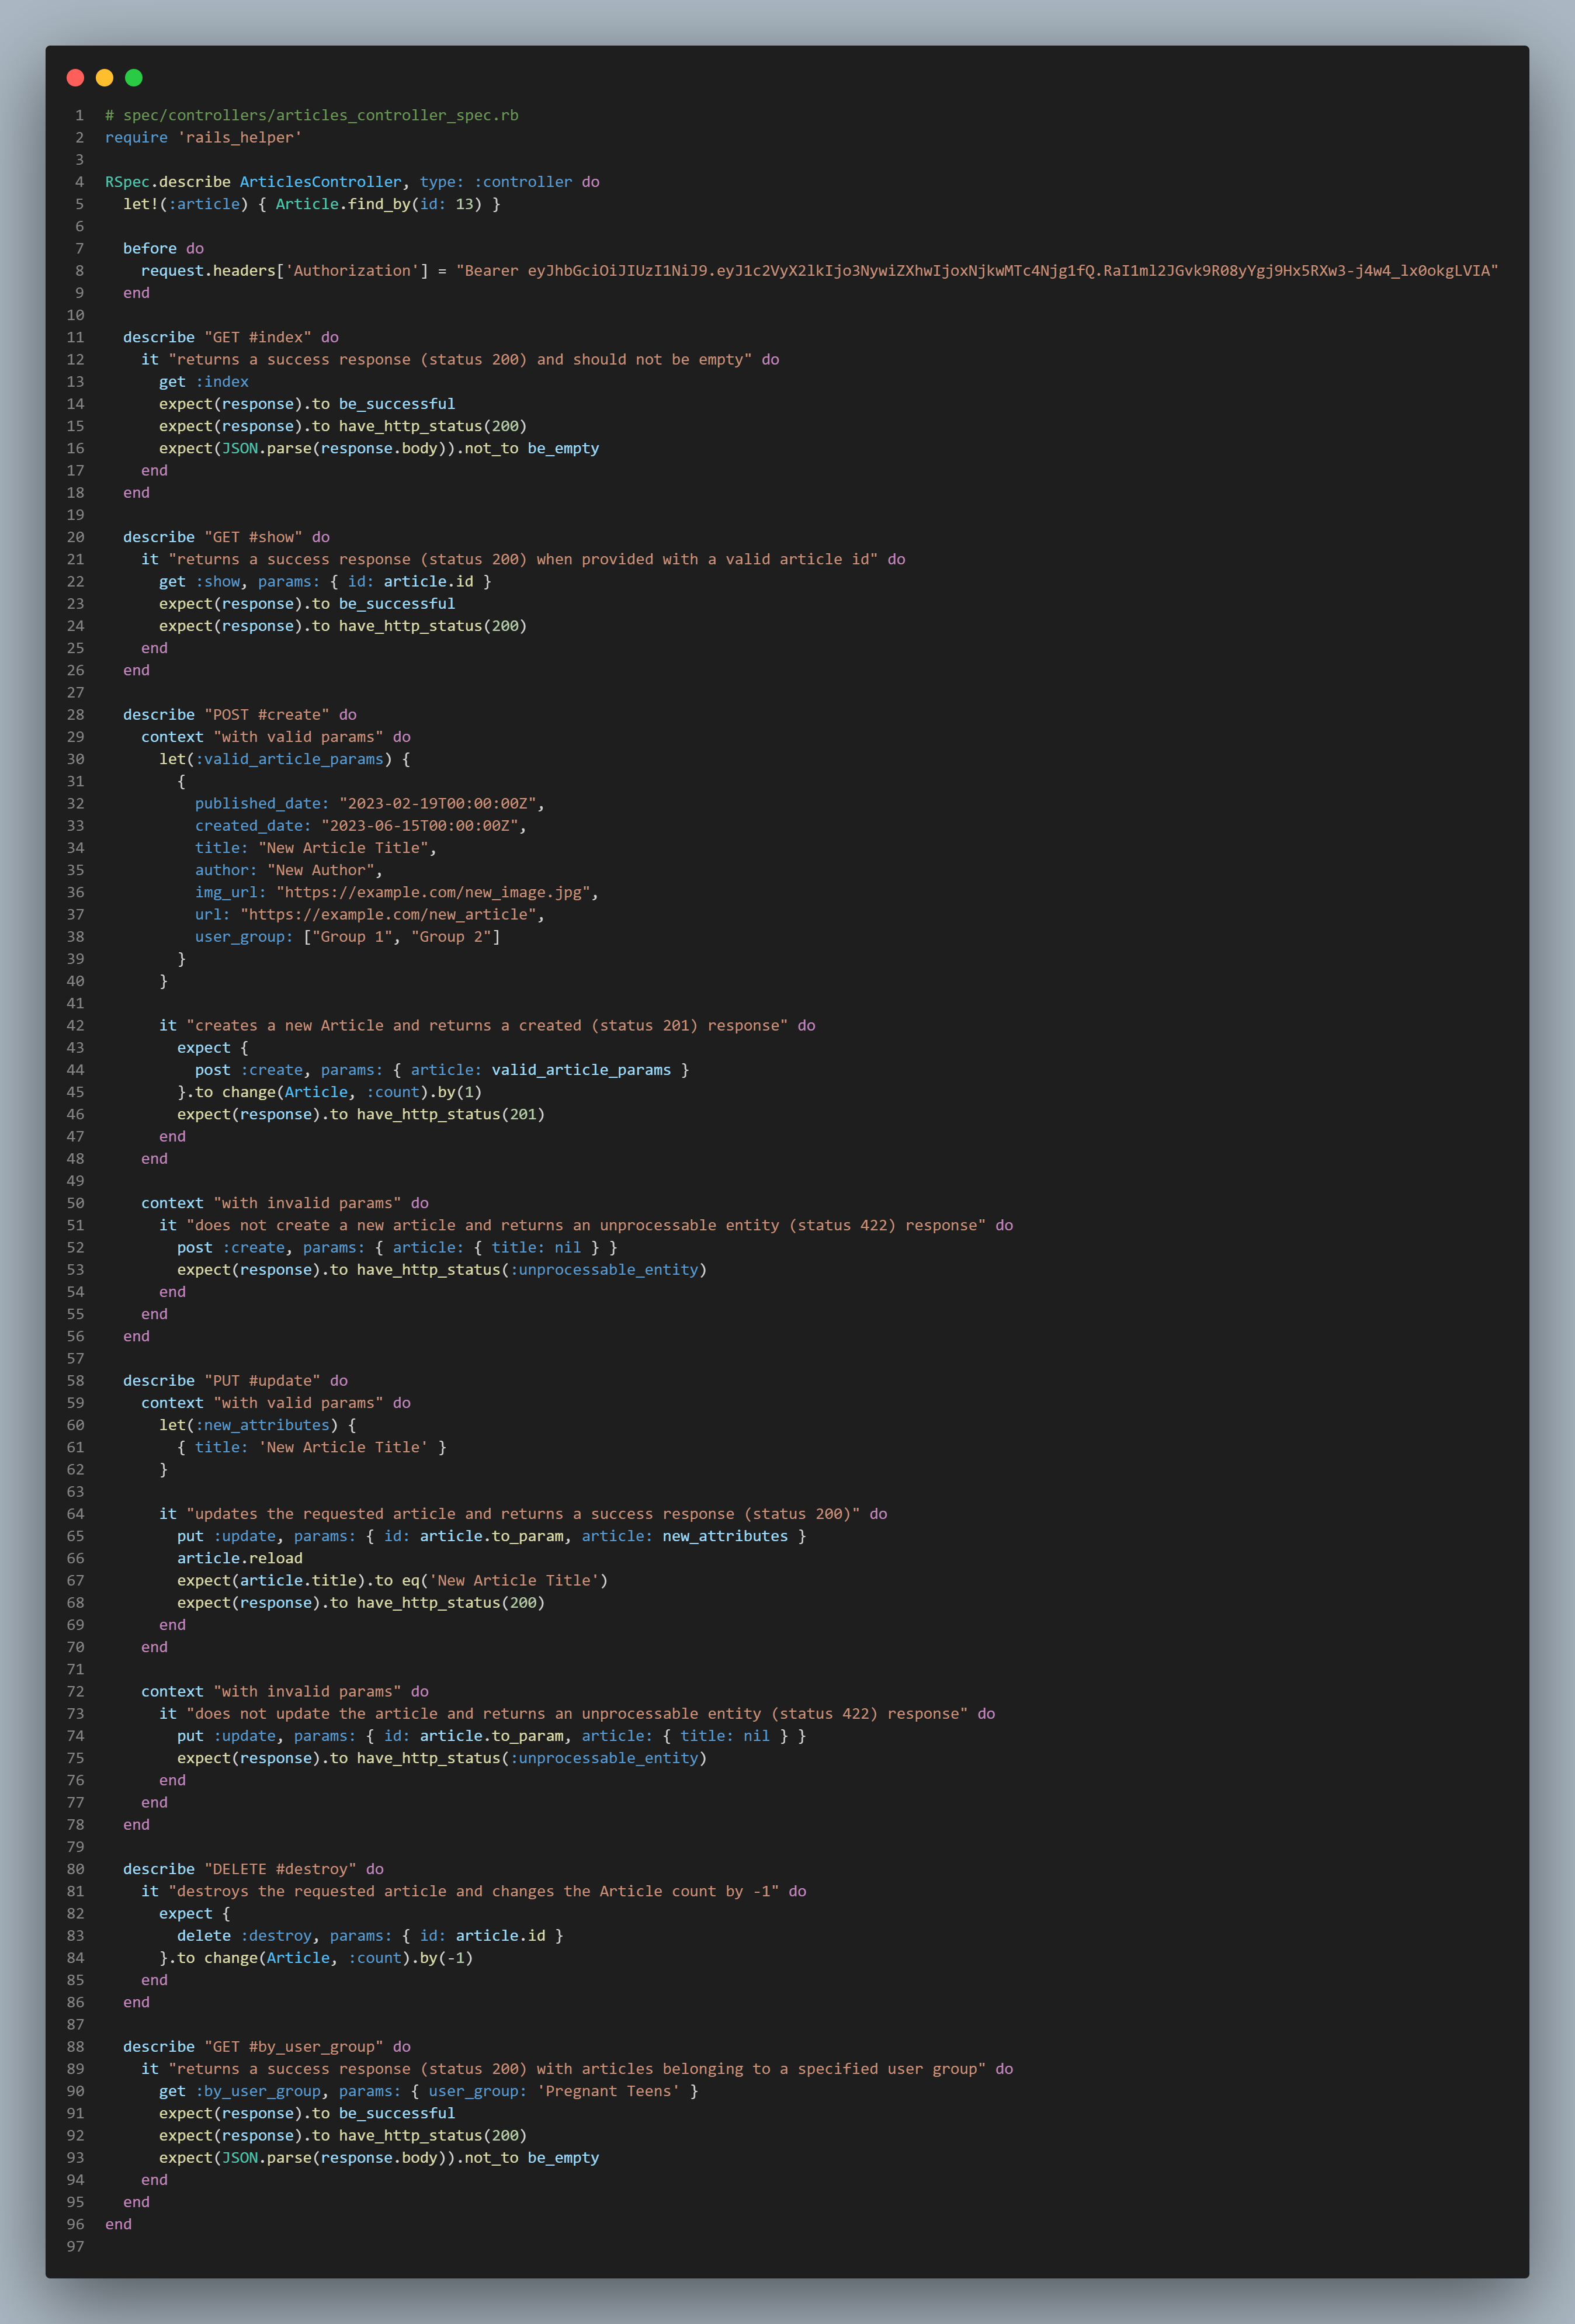 1 # spec/controllers/articles_controller_spec.rb
2 require 'rails_helper'
3
4 RSpec.describe ArticlesController, type: :controller do
5   let!(:article) { Article.find_by(id: 13) }
6
7   before do
8     request.headers['Authorization'] = "Bearer eyJhbGciOiJIUzI1NiJ9.eyJ1c2VyX2lkIjo3NywiZXhwIjoxNjkwMTc4Njg1fQ.RaI1ml2JGvk9R08yYgj9Hx5RXw3-j4w4_lx0okgLVIA"
9   end
10
11   describe "GET #index" do
12     it "returns a success response (status 200) and should not be empty" do
13       get :index
14       expect(response).to be_successful
15       expect(response).to have_http_status(200)
16       expect(JSON.parse(response.body)).not_to be_empty
17     end
18   end
19
20   describe "GET #show" do
21     it "returns a success response (status 200) when provided with a valid article id" do
22       get :show, params: { id: article.id }
23       expect(response).to be_successful
24       expect(response).to have_http_status(200)
25     end
26   end
27
28   describe "POST #create" do
29     context "with valid params" do
30       let(:valid_article_params) {
31         {
32           published_date: "2023-02-19T00:00:00Z",
33           created_date: "2023-06-15T00:00:00Z",
34           title: "New Article Title",
35           author: "New Author",
36           img_url: "https://example.com/new_image.jpg",
37           url: "https://example.com/new_article",
38           user_group: ["Group 1", "Group 2"]
39         }
40       }
41
42       it "creates a new Article and returns a created (status 201) response" do
43         expect {
44           post :create, params: { article: valid_article_params }
45         }.to change(Article, :count).by(1)
46         expect(response).to have_http_status(201)
47       end
48     end
49
50     context "with invalid params" do
51       it "does not create a new article and returns an unprocessable entity (status 422) response" do
52         post :create, params: { article: { title: nil } }
53         expect(response).to have_http_status(:unprocessable_entity)
54       end
55     end
56   end
57
58   describe "PUT #update" do
59     context "with valid params" do
60       let(:new_attributes) {
61         { title: 'New Article Title' }
62       }
63
64       it "updates the requested article and returns a success response (status 200)" do
65         put :update, params: { id: article.to_param, article: new_attributes }
66         article.reload
67         expect(article.title).to eq('New Article Title')
68         expect(response).to have_http_status(200)
69       end
70     end
71
72     context "with invalid params" do
73       it "does not update the article and returns an unprocessable entity (status 422) response" do
74         put :update, params: { id: article.to_param, article: { title: nil } }
75         expect(response).to have_http_status(:unprocessable_entity)
76       end
77     end
78   end
79
80   describe "DELETE #destroy" do
81     it "destroys the requested article and changes the Article count by -1" do
82       expect {
83         delete :destroy, params: { id: article.id }
84       }.to change(Article, :count).by(-1)
85     end
86   end
87
88   describe "GET #by_user_group" do
89     it "returns a success response (status 200) with articles belonging to a specified user group" do
90       get :by_user_group, params: { user_group: 'Pregnant Teens' }
91       expect(response).to be_successful
92       expect(response).to have_http_status(200)
93       expect(JSON.parse(response.body)).not_to be_empty
94     end
95   end
96 end
97